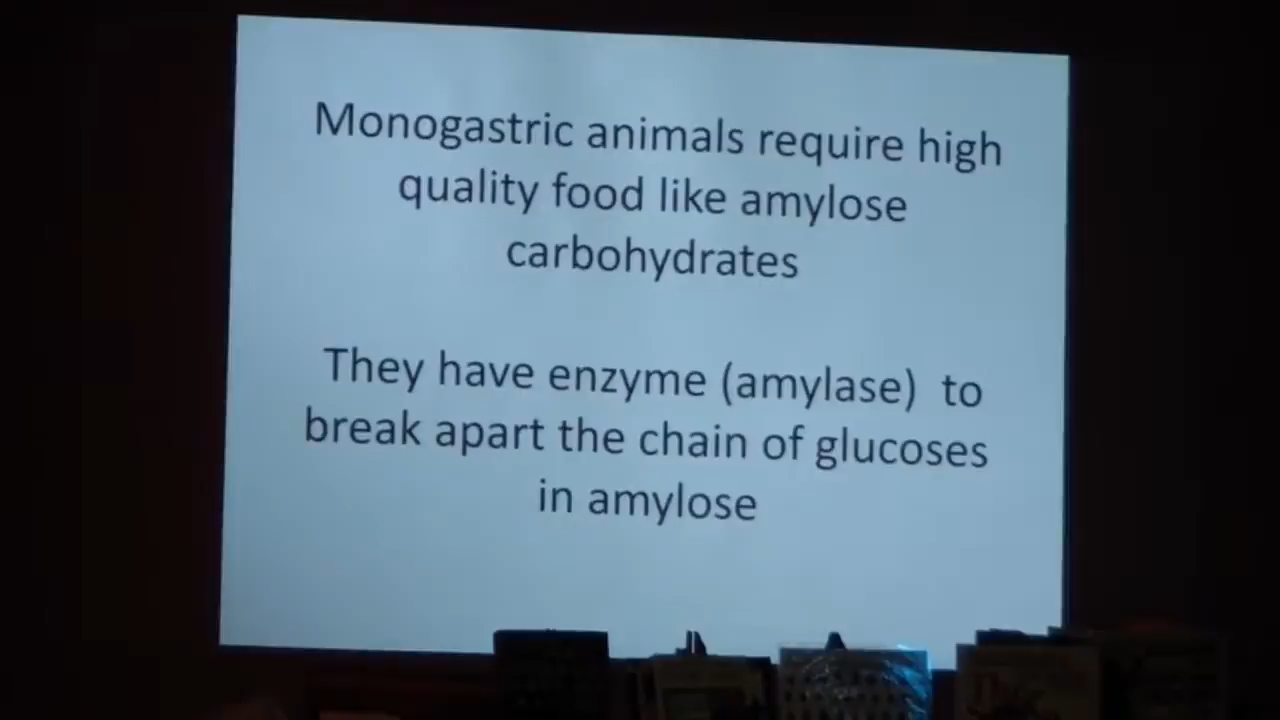 Monogastric animals require high
quality food like amylose
carbohydrates
They have enzyme (amylase) to
break apart the chain of glucoses
in amylose